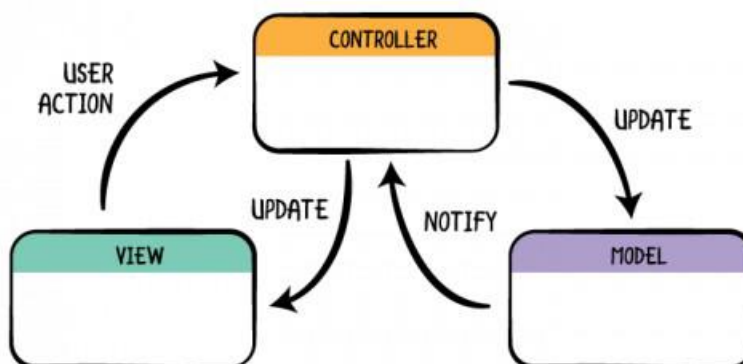 CONTROLLER
USER
ACTION
UPDATE
UPDATE
NOTIFY
VIEW
MODEL